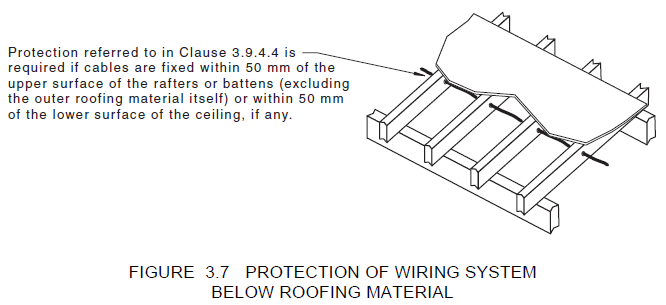 Protection referred to in Clause 3.9.4.4 is
required if cables are fixed within 50 mm of the
upper surface of the rafters or battens (excluding
the outer roofing material itself) or within 50 mm
of the lower surface of the ceiling, if any.
FIGURE 3.7 PROTECTION OF WIRING SYSTEM
BELOW ROOFING MATERIAL